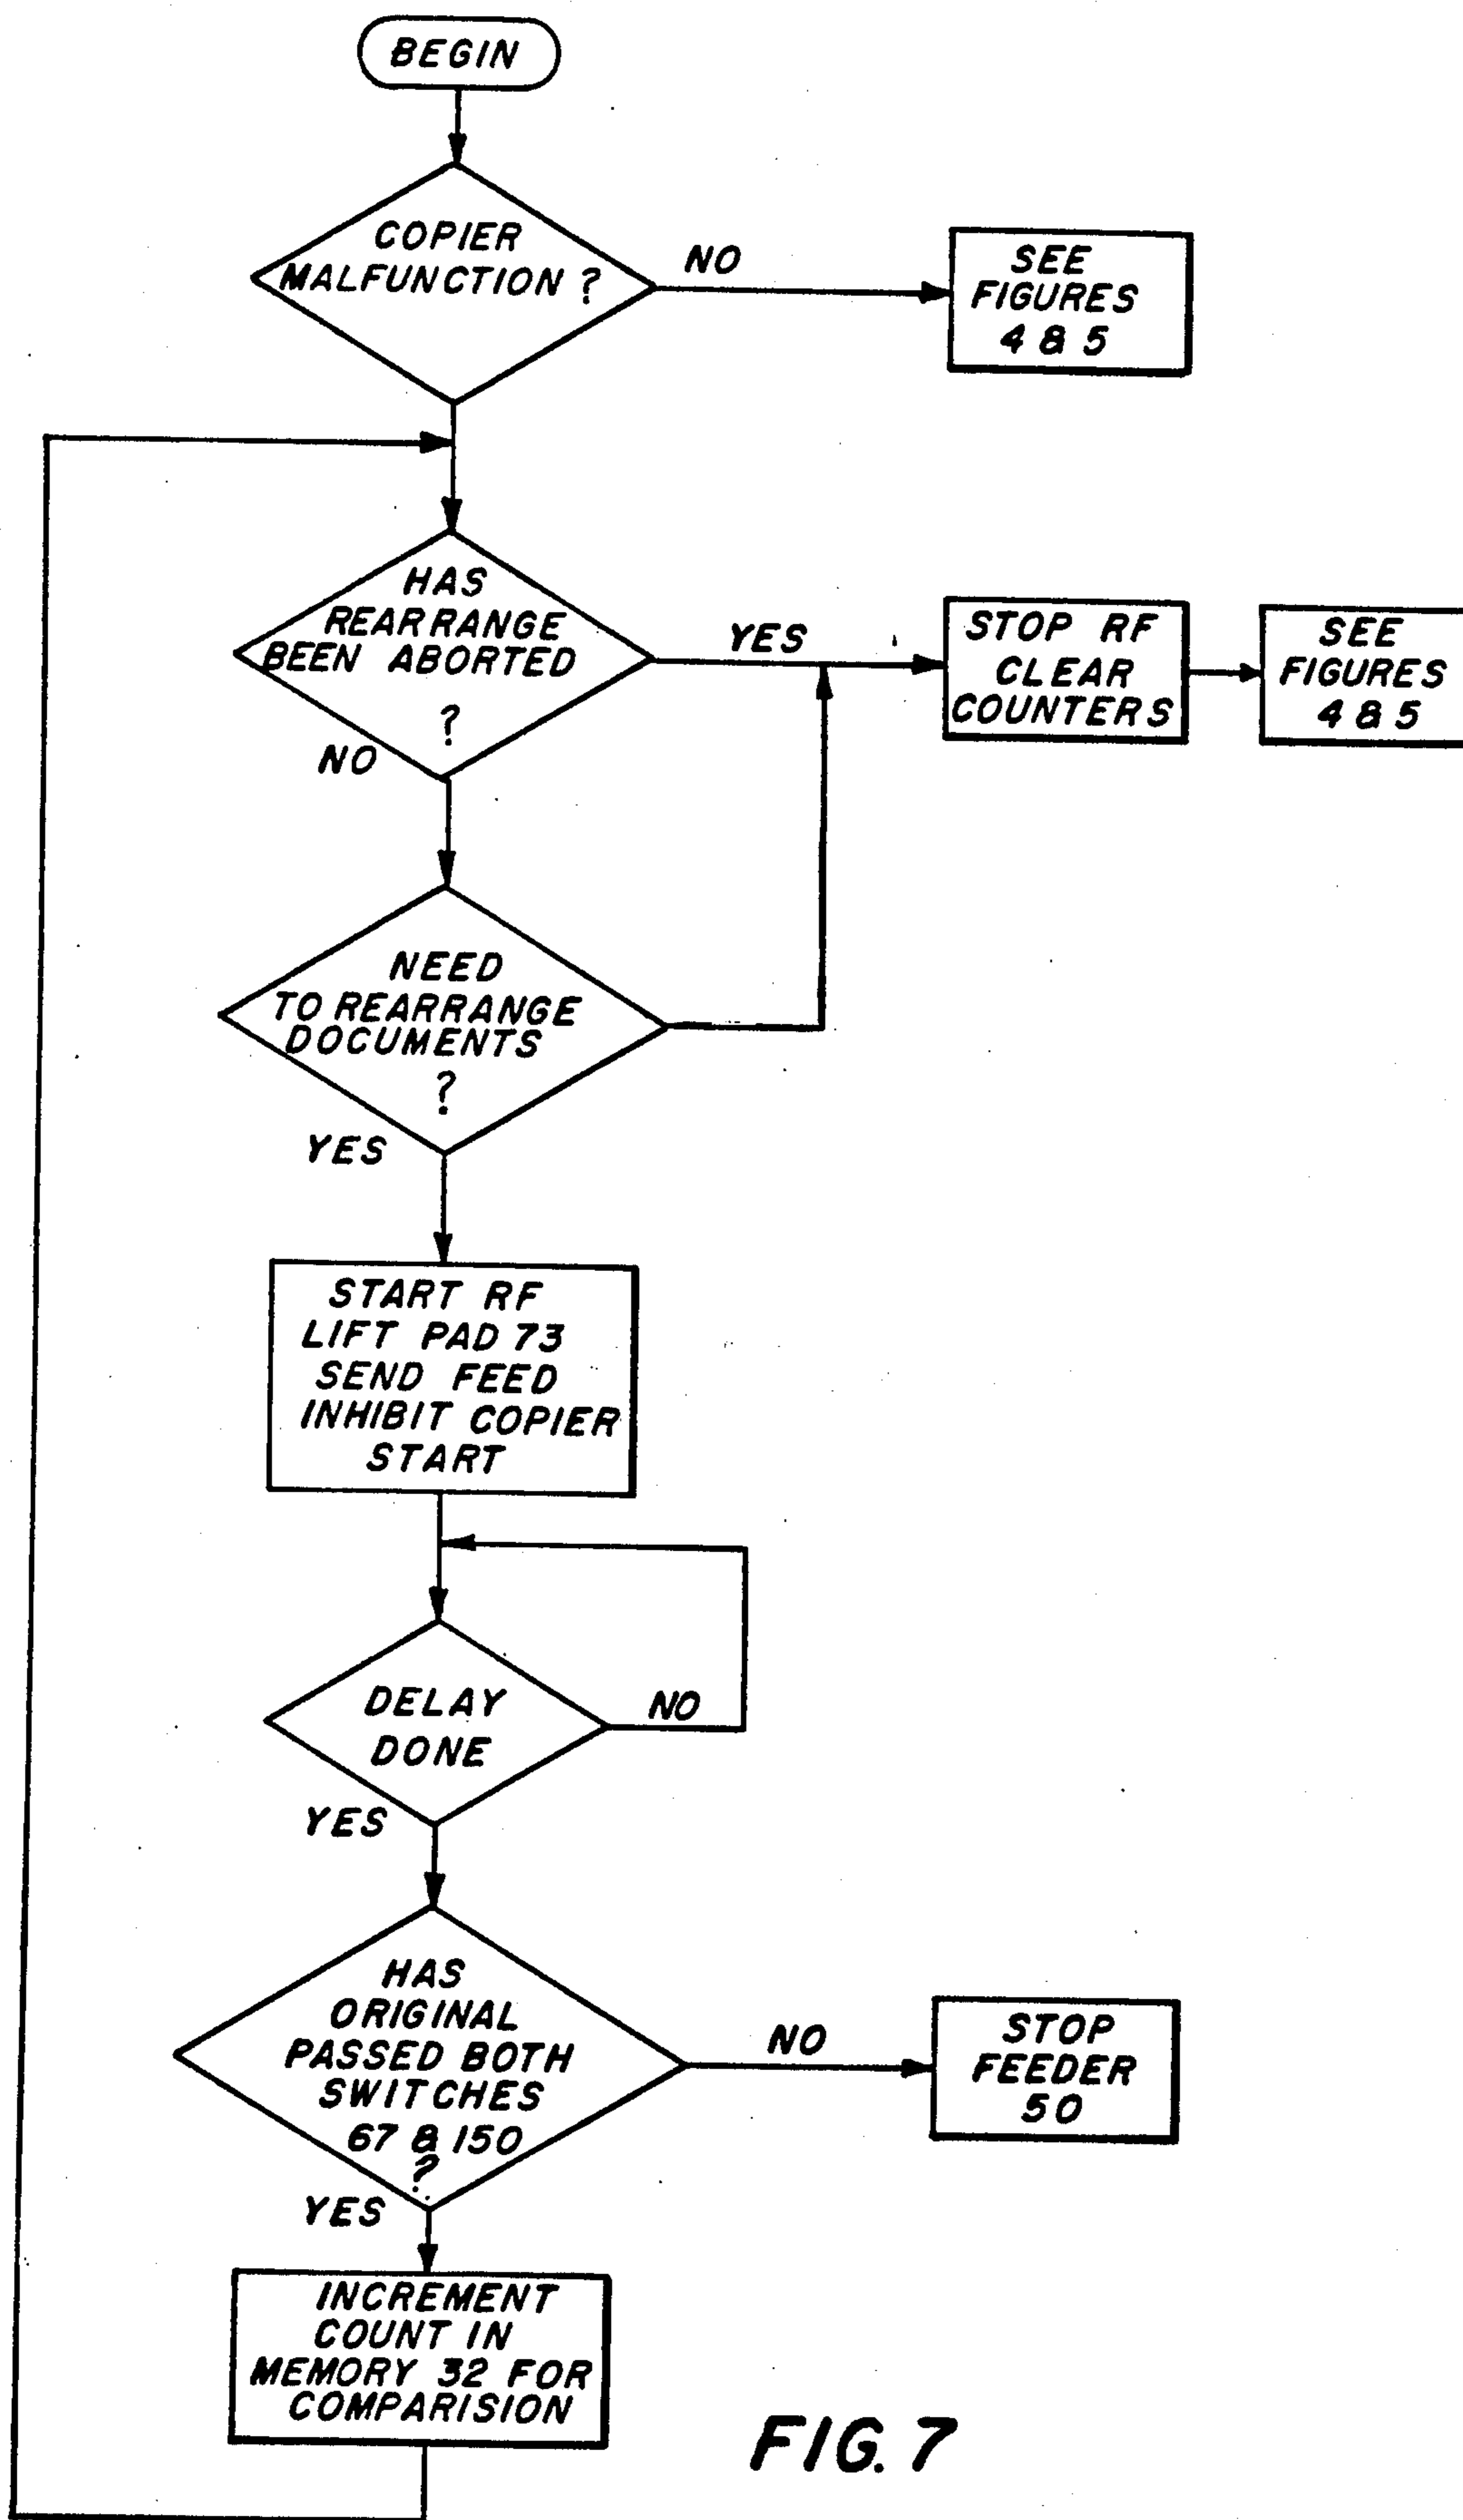 BEGIN
COPIER
MALFUNCTION ?
NO
SEE
FIGURES
4 & 5
HAS
REARRANGE
BEEN ABORTED
?
YES
STOP RF
CLEAR
COUNTERS
SEE
FIGURES
4 & 5
NO
NEED
TO REARRANGE
DOCUMENTS
?
YES
START RF
LIFT PAD 73
SEND FEED
INHIBIT COPIER
START
DELAY
DONE
NO
YES
HAS
ORIGINAL
PASSED BOTH
SWITCHES
67 & 150
?
NO
STOP
FEEDER
50
YES
INCREMENT
COUNT IN
MEMORY 32 FOR
COMPARISION
FIG. 7